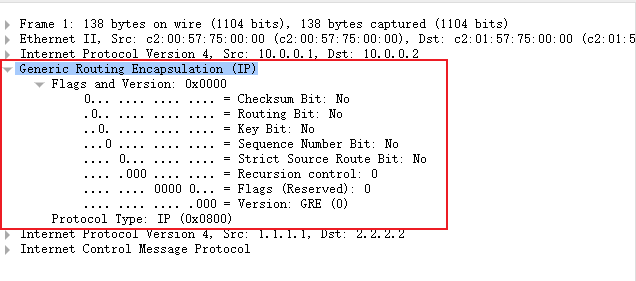 Frame 1: 138 bytes on wire (1104 bits), 138 bytes captured (1104 bits)
Ethernet II, Src: c2:00:57:75:00:00 (c2:00:57:75:00:00), Dst: c2:01:57:75:00:00 (c2:01:5
Internet Protocol Version 4, Src: 10.0.0.1, Dst: 10.0.0.2
Generic Routing Encapsulation (IP)
Flags and Version: 0x0000
0... .... .... .... = Checksum Bit: No
.0.. .... .... .... = Routing Bit: No
..0. .... .... .... = Key Bit: No
...0 .... .... .... = Sequence Number Bit: No
.... 0... .... .... = Strict Source Route Bit: No
.... .000 .... .... = Recursion control: 0
.... .... 0000 0... = Flags (Reserved): 0
.... .... .... .000 = Version: GRE (0)
Protocol Type: IP (0x0800)
Internet Protocol Version 4, Src: 1.1.1.1, Dst: 2.2.2.2
Internet Control Message Protocol